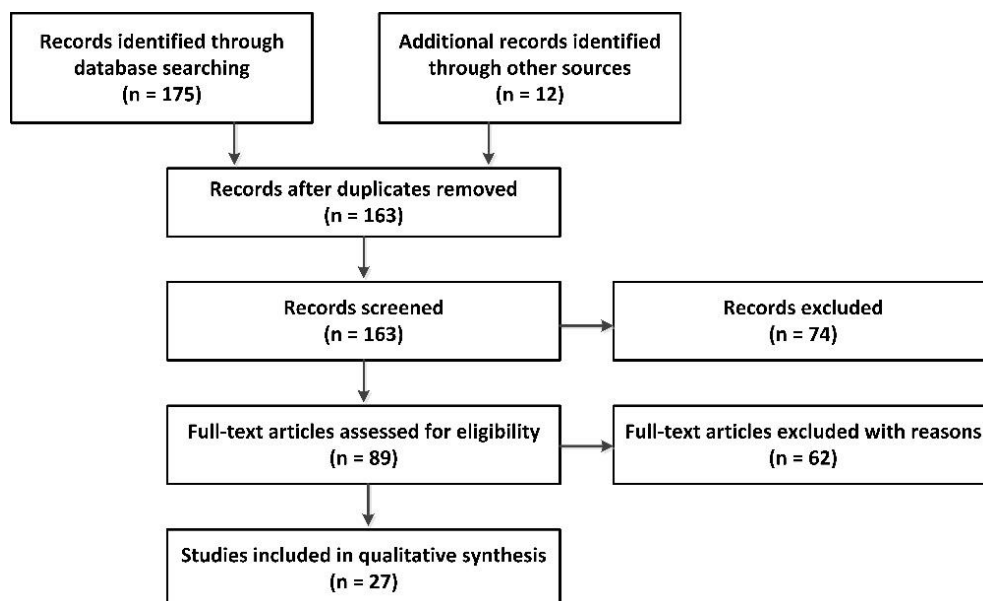 Records identified through
database searching
(n = 175)
Additional records identified
through other sources
(n = 12)
Records after duplicates removed
(n = 163)
Records screened
(n = 163)
Records excluded
(n = 74)
Full-text articles assessed for eligibility
(n = 89)
Full-text articles excluded with reasons
(n = 62)
Studies included in qualitative synthesis
(n = 27)